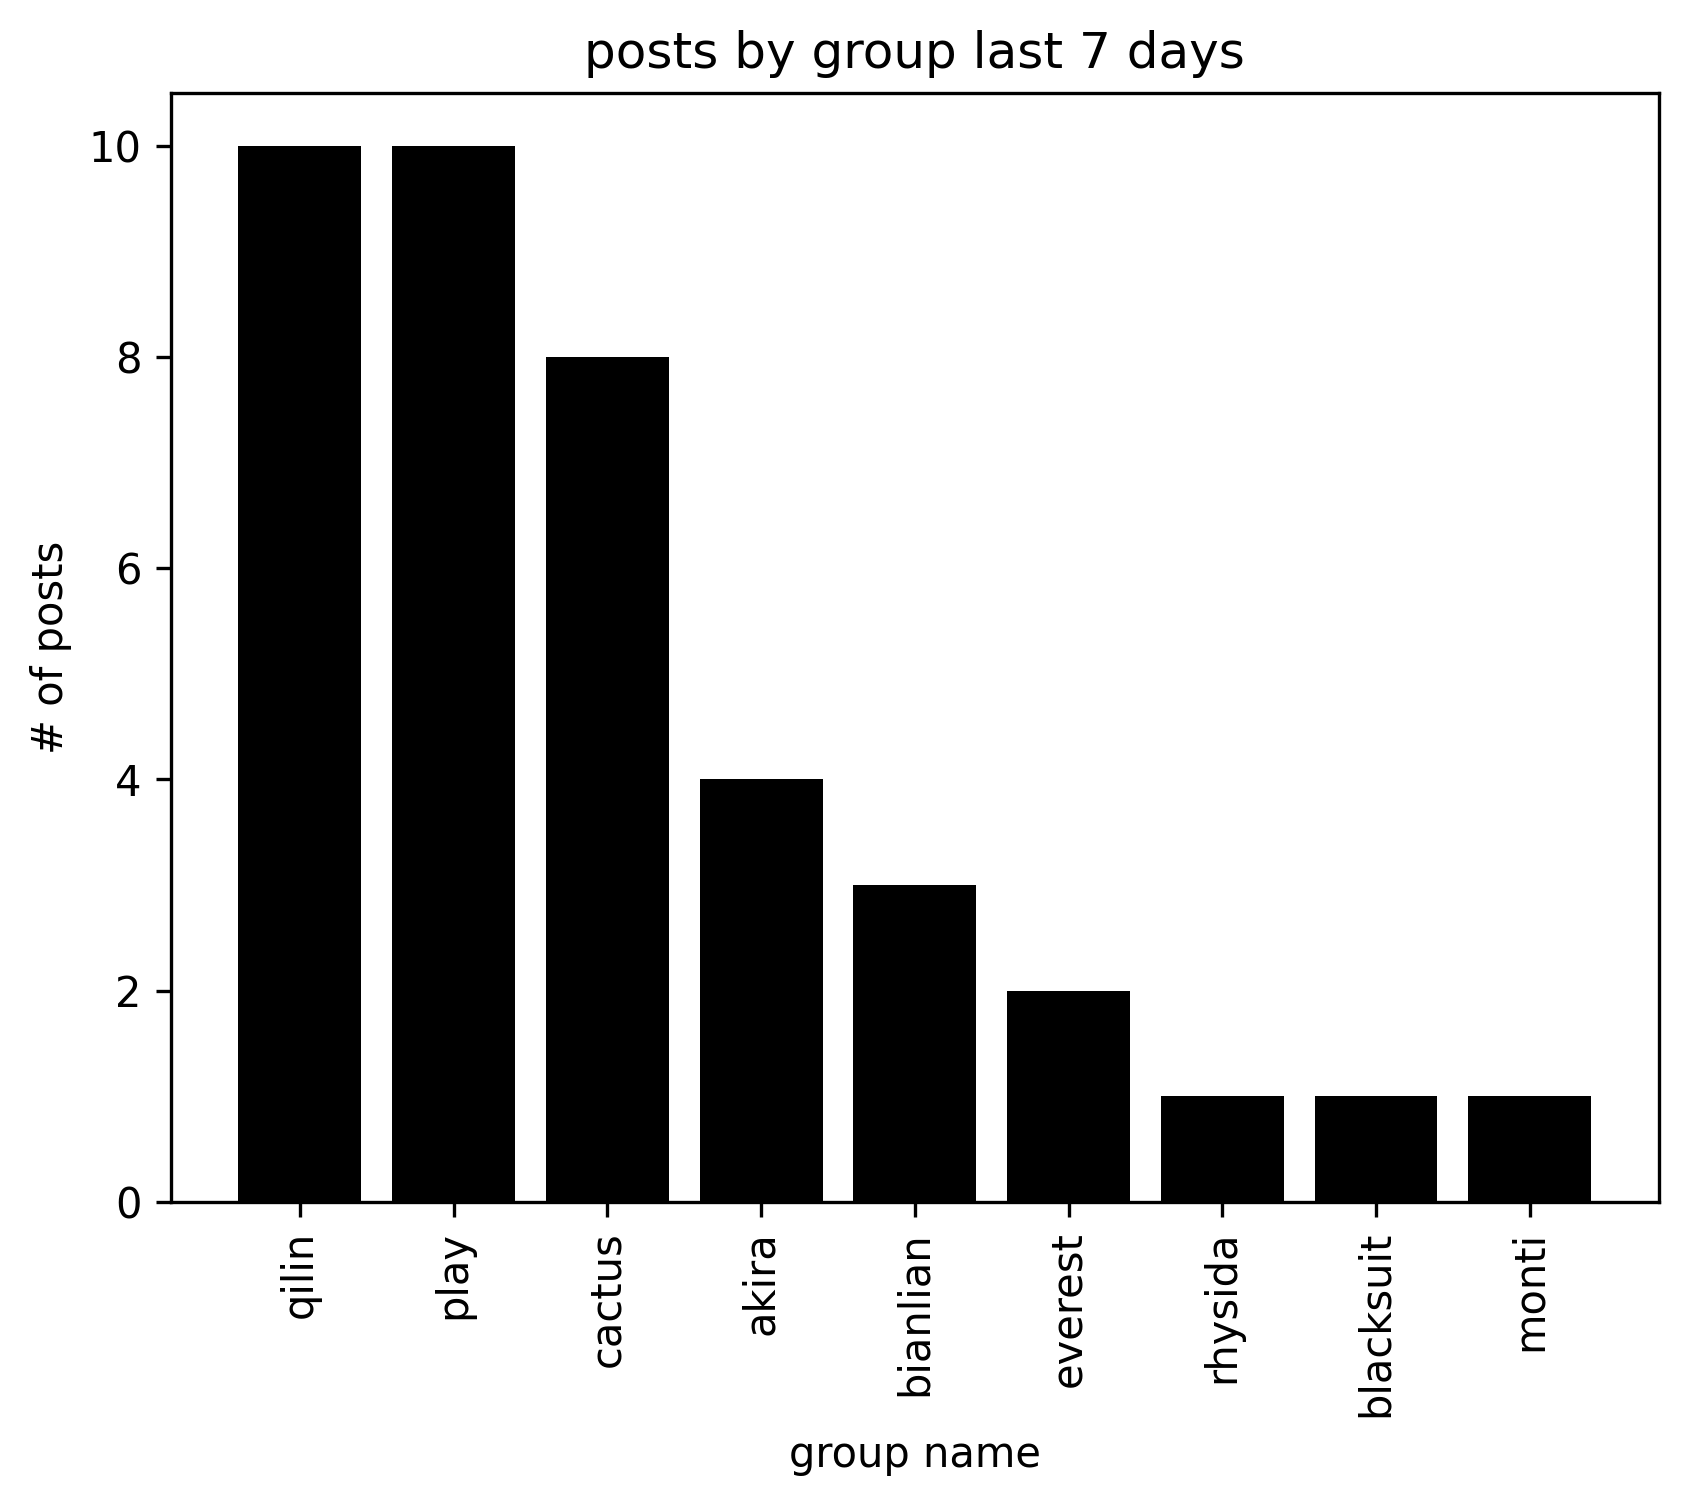 posts by group last 7 days
10
8
6
4
2
0
# of posts
qilin
play
cactus
akira
bianlian
everest
rhysida
blacksuit
monti
group name